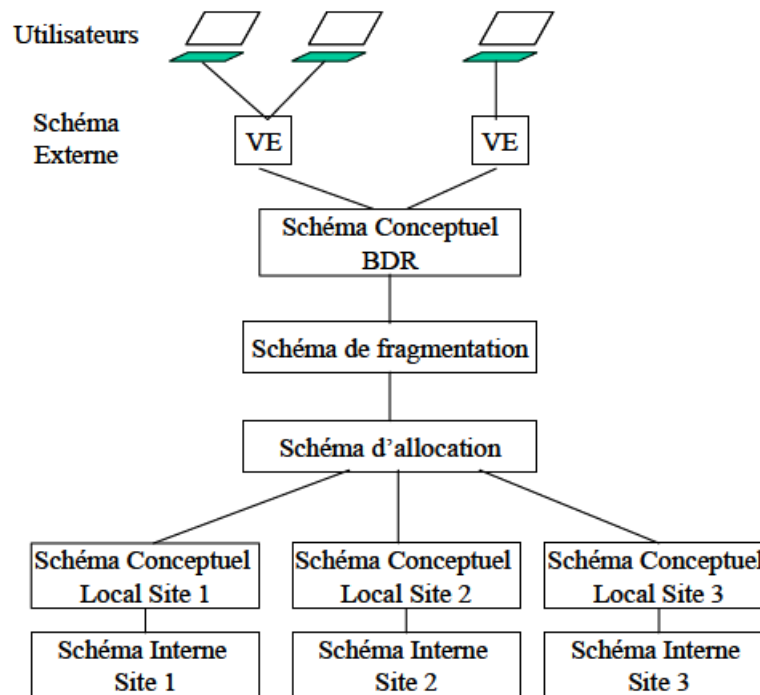 Utilisateurs
Schéma
Externe
VE
VE
Schéma Conceptuel
BDR
Schéma de fragmentation
Schéma d'allocation
Schéma Conceptuel
Local Site 1
Schéma Conceptuel
Local Site 2
Schéma Conceptuel
Local Site 3
Schéma Interne
Site 1
Schéma Interne
Site 2
Schéma Interne
Site 3